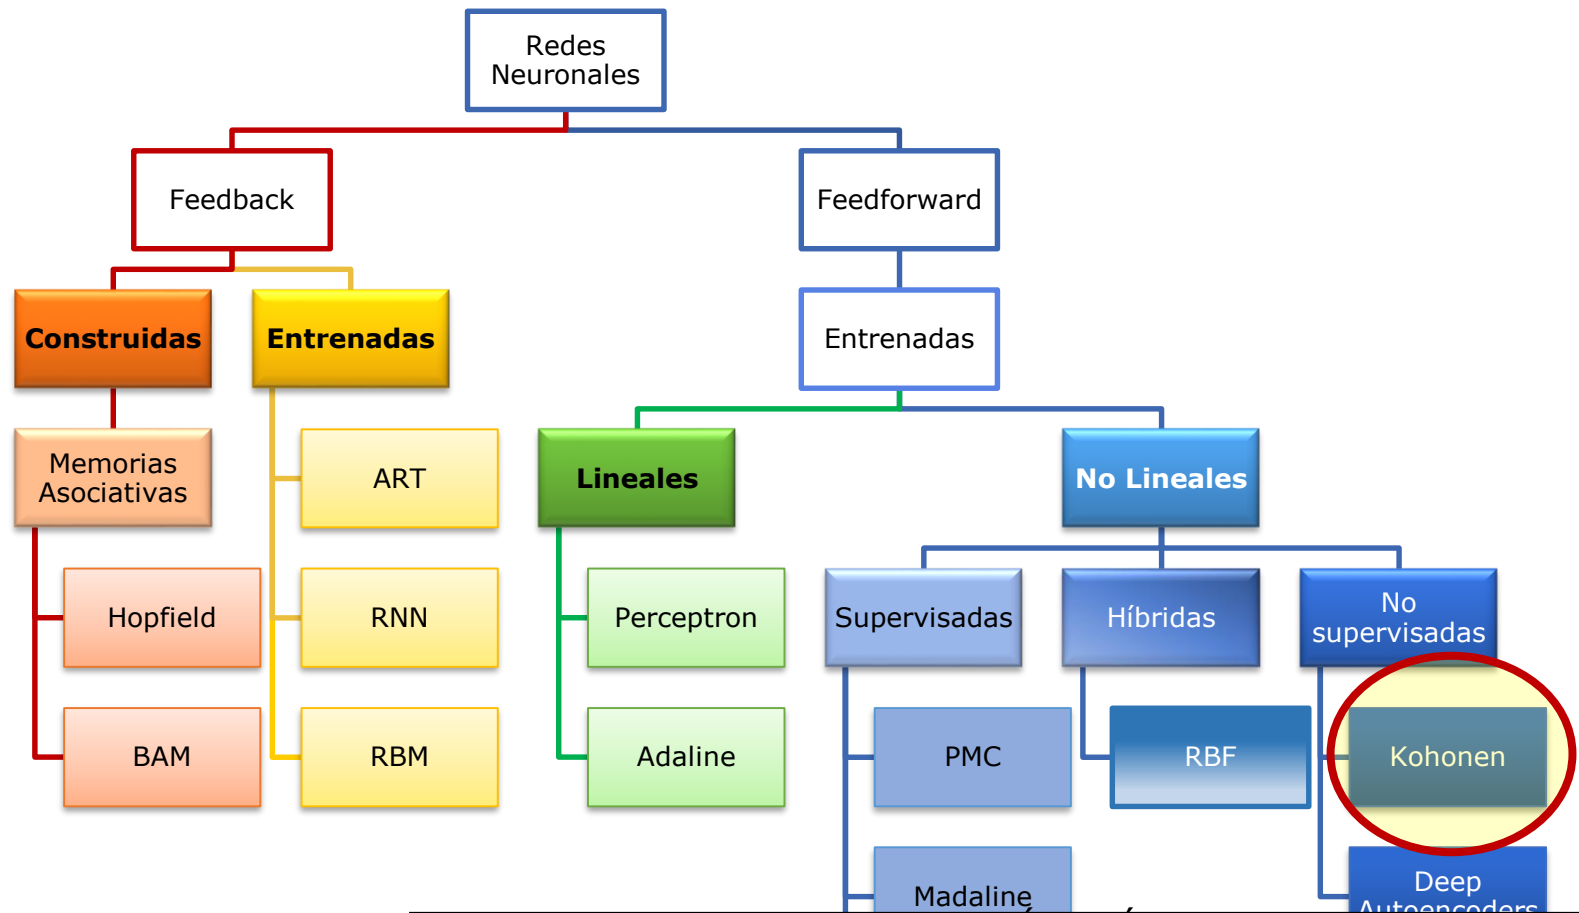 Redes
Neuronales
Feedback
Feedforward
Construidas
Entrenadas
Entrenadas
Memorias
Asociativas
ART
Lineales
No Lineales
Hopfield
RNN
Perceptron
Supervisadas
Híbridas
No
supervisadas
BAM
RBM
Adaline
PMC
RBF
Kohonen
Madaline
Deep
Autoencoders